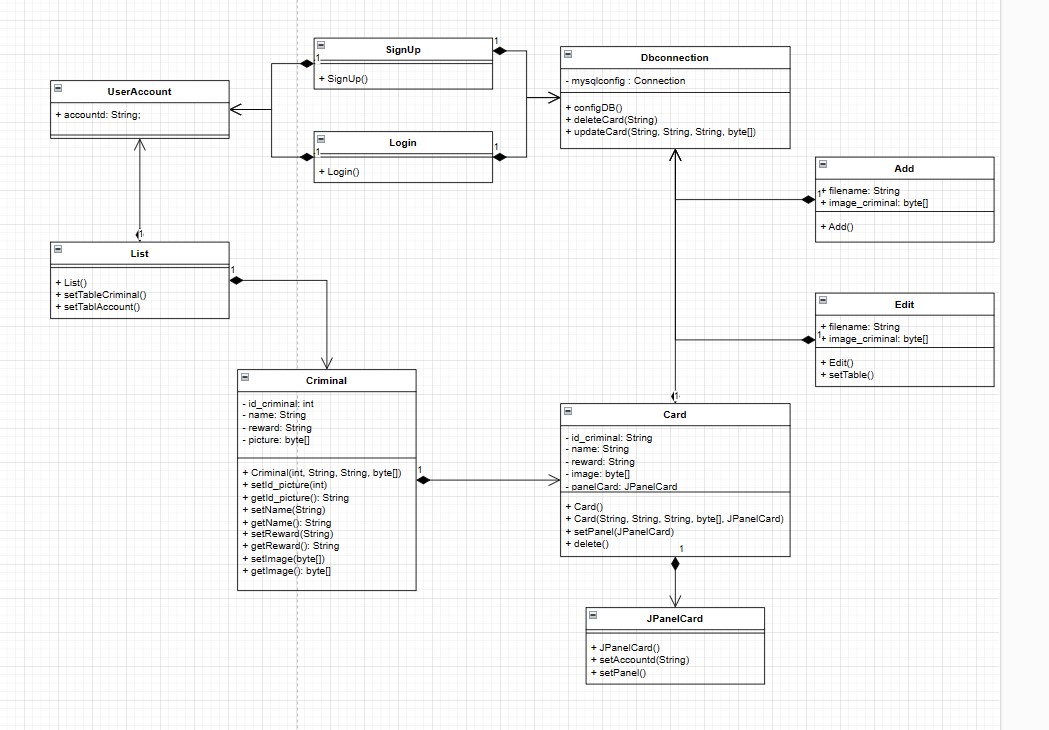 SignUp
1
1
+ SignUp()
Dbconnection
- mysqlconfig : Connection
+ configDB()
+ deleteCard(String)
+ updateCard(String, String, String, byte[])
UserAccount
+ accountd: String;
Login
1
1
+ Login()
Add
1
+ filename: String
+ image_criminal: byte[]
+ Add()
1
List
1
+ List()
+ setTableCriminal()
+ setTablAccount()
Edit
+ filename: String
1
+ image_criminal: byte[]
+ Edit()
+ setTable()
Criminal
- id_criminal: int
- name: String
- reward: String
- picture: byte[]
+ Criminal(int, String, String, byte[])
+ setId_picture(int)
+ getId_picture(): String
+ setName(String)
+ getName(): String
+ setReward(String)
+ getReward(): String
+ setImage(byte[])
+ getImage(): byte[]
1
1
Card
- id_criminal: String
- name: String
- reward: String
- image: byte[]
- panelCard: JPanelCard
+ Card()
+ Card(String, String, String, byte[], JPanelCard)
+ setPanel(JPanelCard)
+ delete()
1
JPanelCard
+ JPanelCard()
+ setAccountd(String)
+ setPanel()